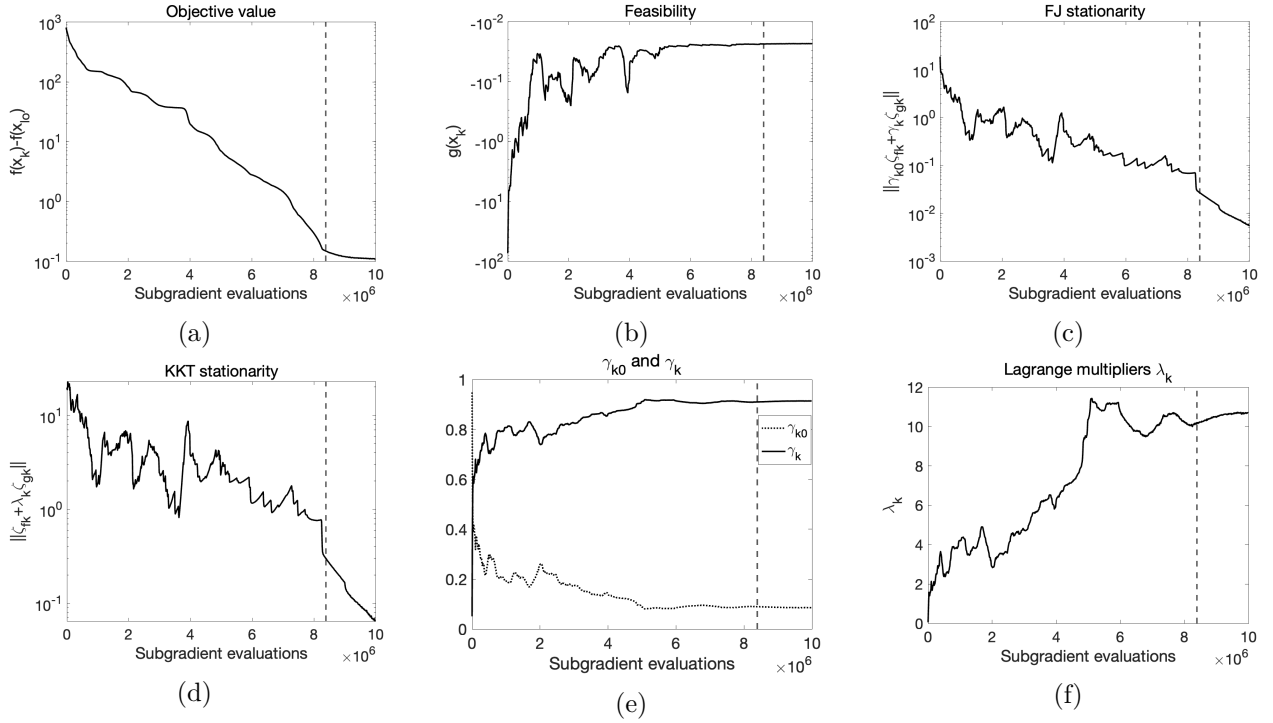 Objective value
f(x_k)-f(x_lo)
10^3
10^2
10^1
10^0
10^-1
0 2 4 6 8 10
Subgradient evaluations
×10^6
(a)
Feasibility
g(x_k)
-10^-2
-10^-1
-10^0
-10^1
-10^2
0 2 4 6 8 10
Subgradient evaluations
×10^6
(b)
FJ stationarity
||γ_k0 ζ_fk + γ_k ζ_gk||
10^2
10^1
10^0
10^-1
10^-2
10^-3
0 2 4 6 8 10
Subgradient evaluations
×10^6
(c)
KKT stationarity
||ζ_fk + λ_k ζ_gk||
10^1
10^0
10^-1
0 2 4 6 8 10
Subgradient evaluations
×10^6
(d)
γ_k0 and γ_k
1
0.8
0.6
0.4
0.2
0
γ_k0
γ_k
0 2 4 6 8 10
Subgradient evaluations
×10^6
(e)
Lagrange multipliers λ_k
λ_k
12
10
8
6
4
2
0
0 2 4 6 8 10
Subgradient evaluations
×10^6
(f)